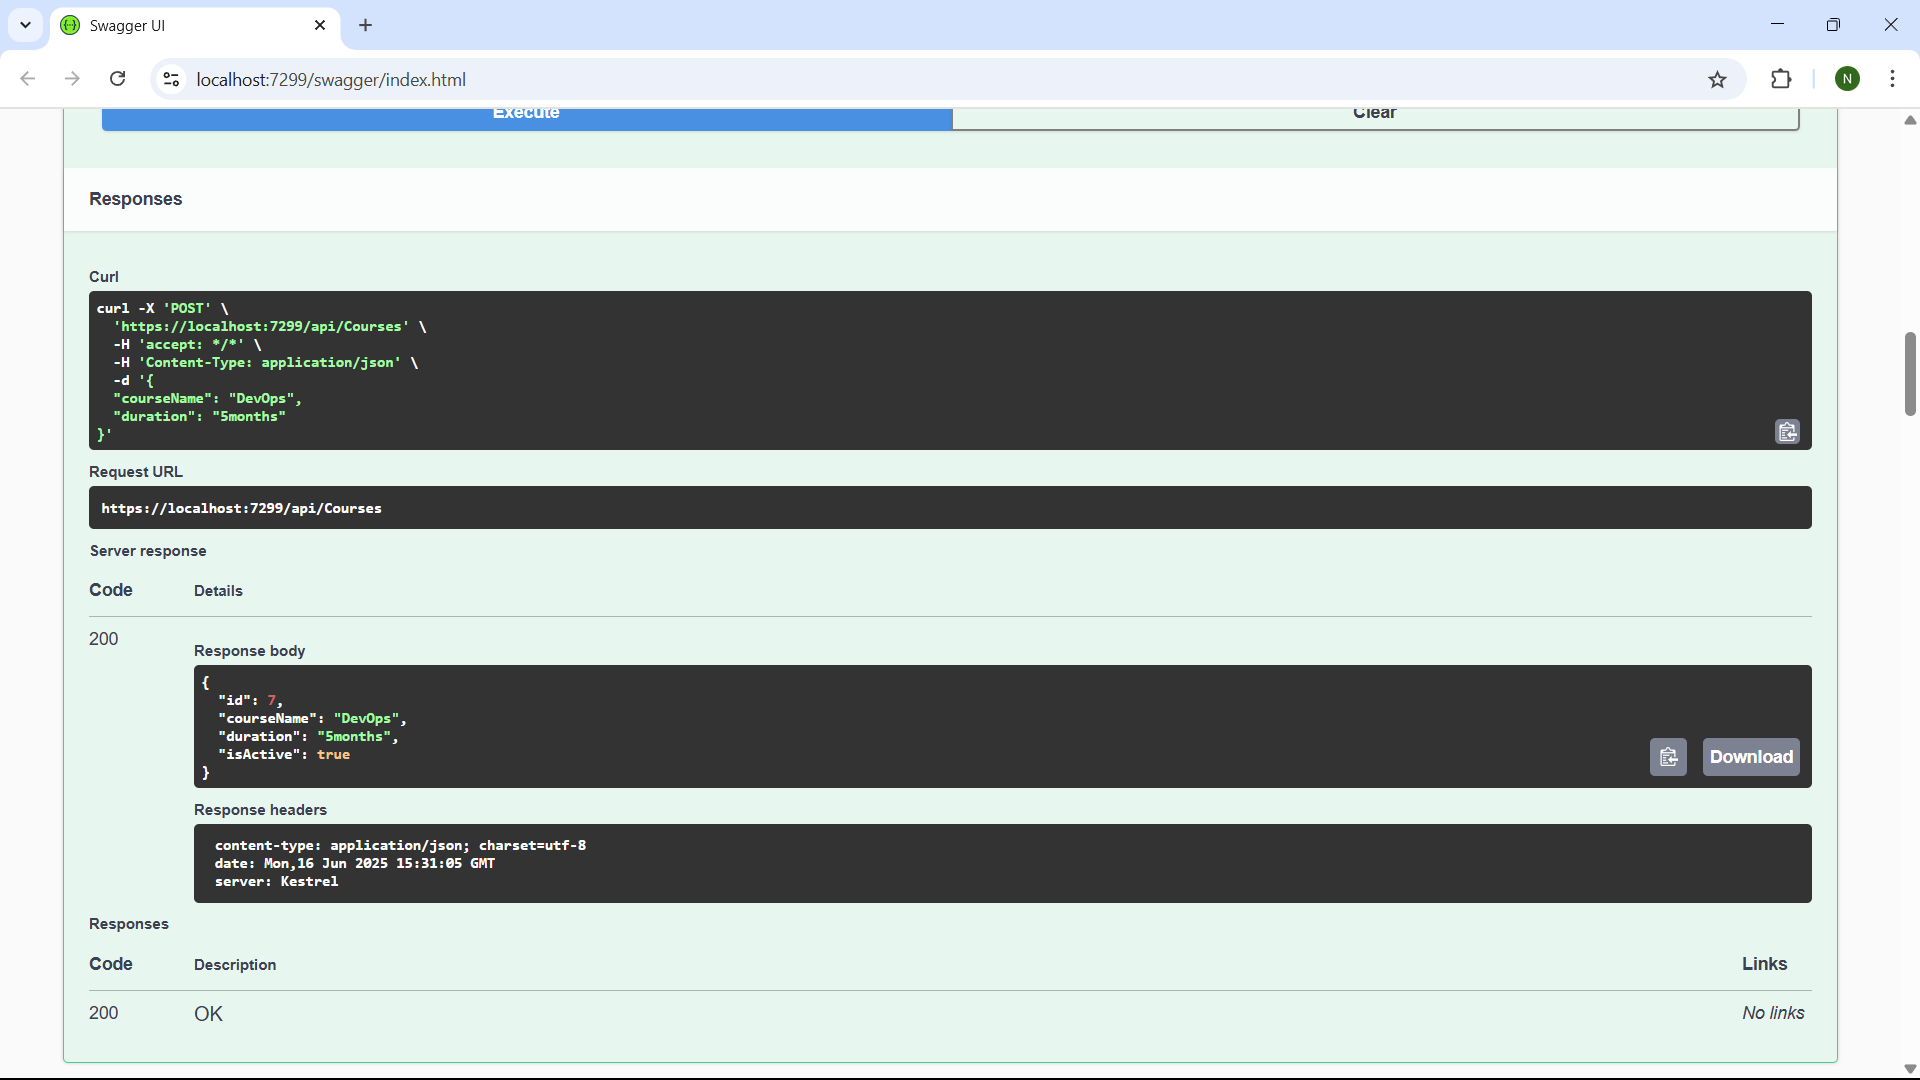 Swagger UI
localhost:7299/swagger/index.html
N
Execute Clear
Responses
Curl
curl -X 'POST' \
'https://localhost:7299/api/Courses' \
-H 'accept: */*' \
-H 'Content-Type: application/json' \
-d '{
"courseName": "DevOps",
"duration": "5months"
}'
Request URL
https://localhost:7299/api/Courses
Server response
Code Details
200
Response body
{
"id": 7,
"courseName": "DevOps",
"duration": "5months",
"isActive": true
}
Download
Response headers
content-type: application/json; charset=utf-8
date: Mon,16 Jun 2025 15:31:05 GMT
server: Kestrel
Responses
Code Description Links
200 OK No links